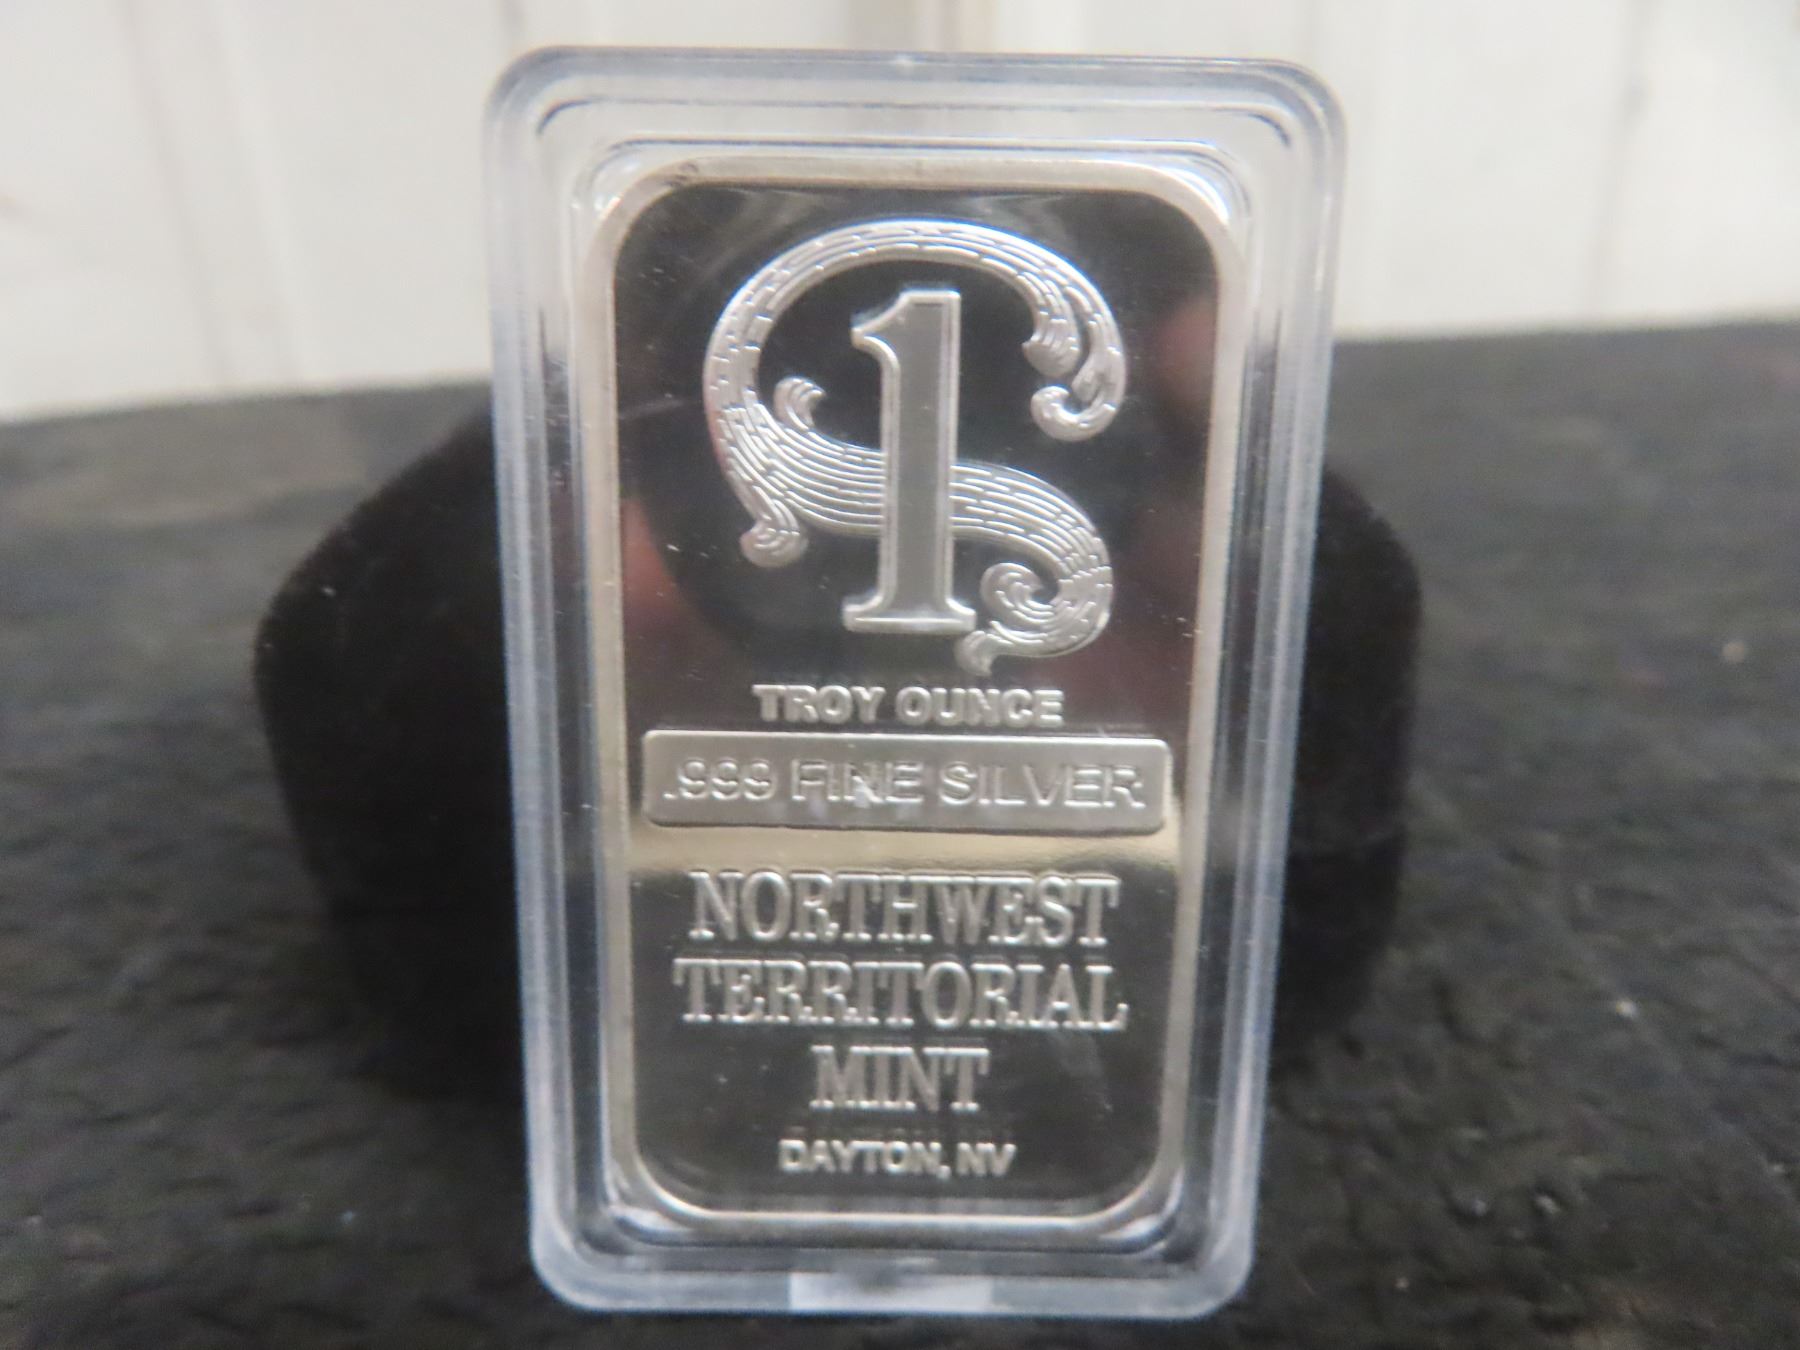 1
TROY OUNCE
.999 FINE SILVER
NORTHWEST
TERRITORIAL
MINT
DAYTON, NV